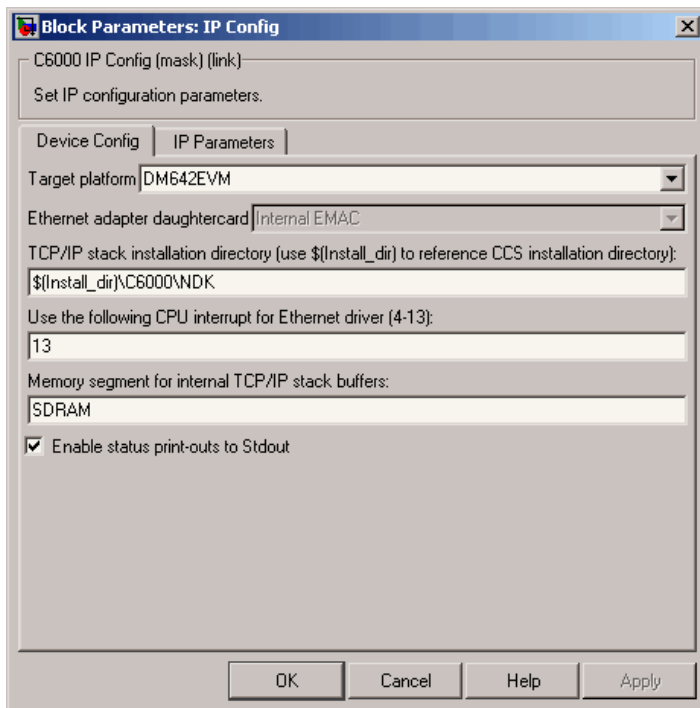 Block Parameters: IP Config
C6000 IP Config (mask) (link)
Set IP configuration parameters.
Device Config
IP Parameters
Target platform DM642EVM
Ethernet adapter daughtercard Internal EMAC
TCP/IP stack installation directory (use $(Install_dir) to reference CCS installation directory):
$(Install_dir)\C6000\NDK
Use the following CPU interrupt for Ethernet driver (4-13):
13
Memory segment for internal TCP/IP stack buffers:
SDRAM
Enable status print-outs to Stdout
OK
Cancel
Help
Apply